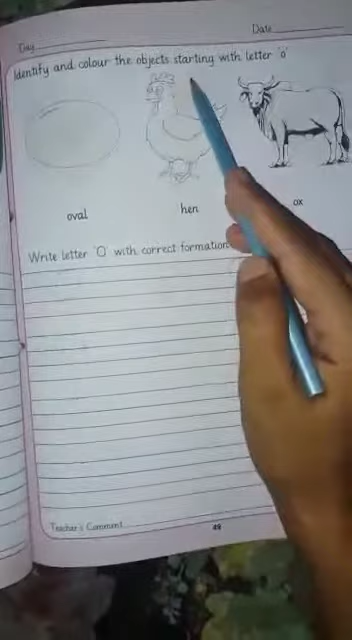 Day
Date
Identify and colour the objects starting with letter 'o'
oval
hen
ox
Write letter 'O' with correct formation
Teacher's Comment
49